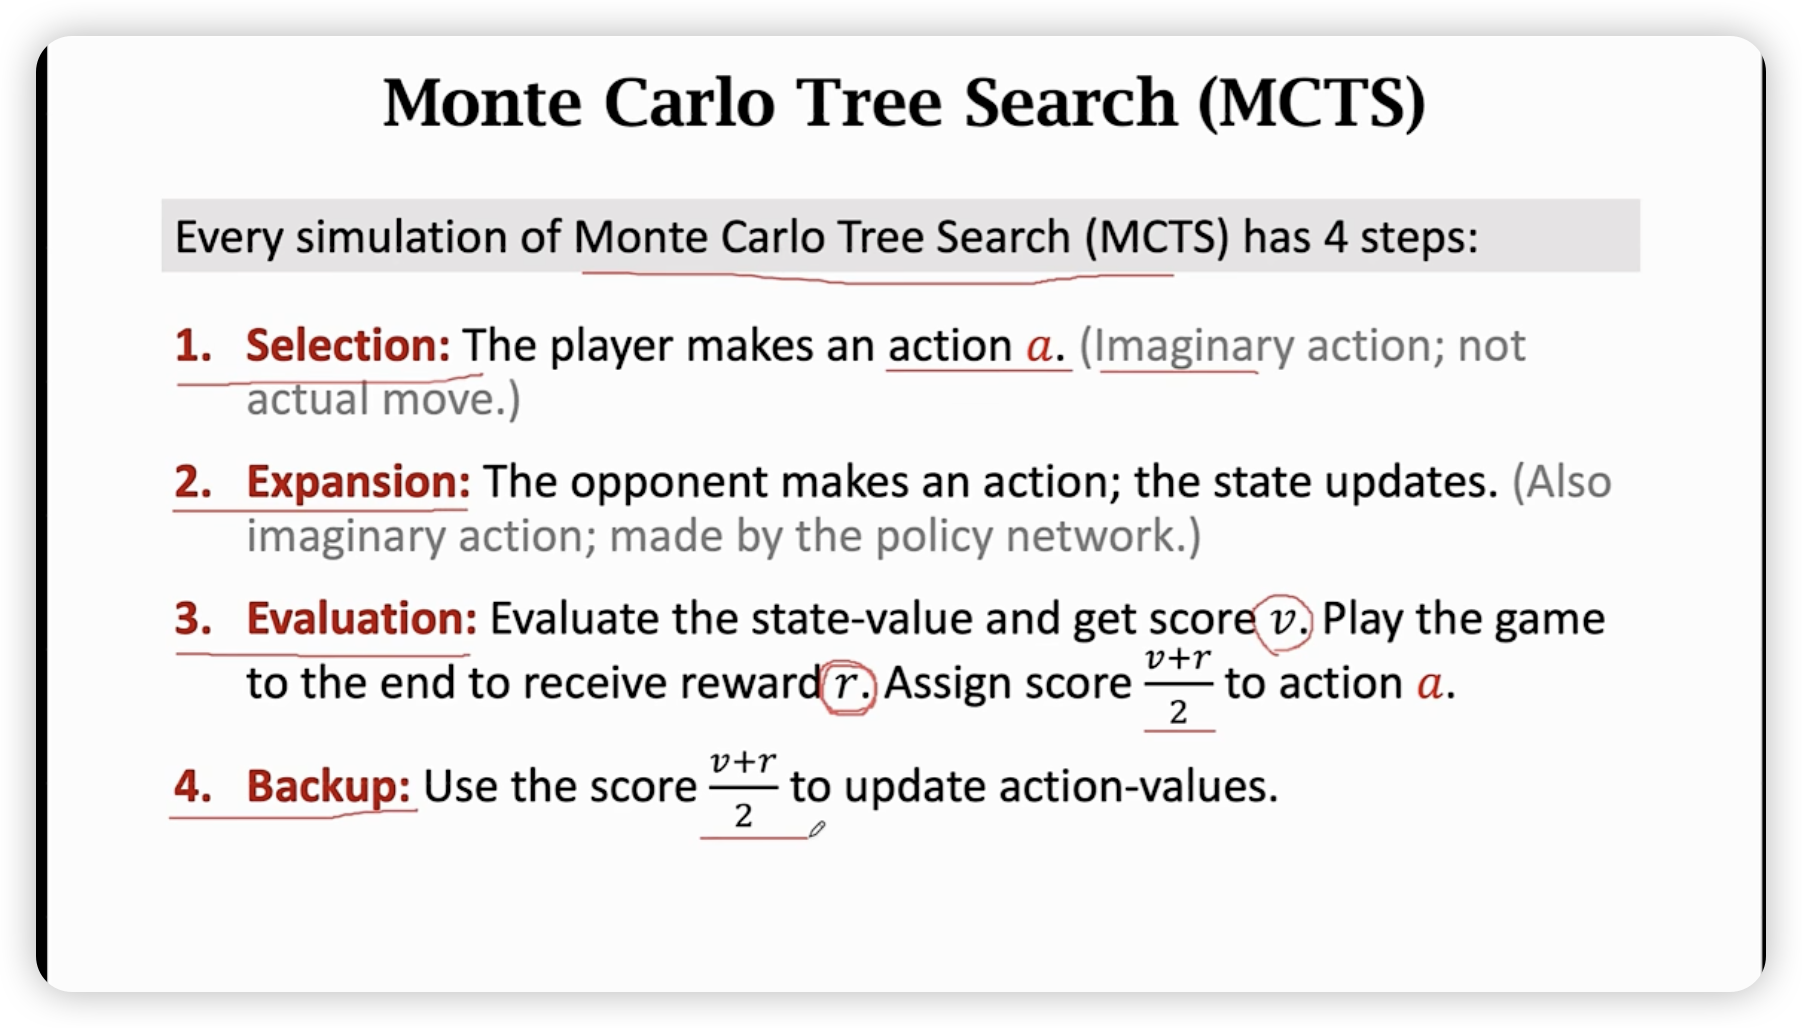 Monte Carlo Tree Search (MCTS)
Every simulation of Monte Carlo Tree Search (MCTS) has 4 steps:
1. Selection: The player makes an action a. (Imaginary action; not
actual move.)
2. Expansion: The opponent makes an action; the state updates. (Also
imaginary action; made by the policy network.)
3. Evaluation: Evaluate the state-value and get score v. Play the game
to the end to receive reward r. Assign score \frac{v+r}{2} to action a.
4. Backup: Use the score \frac{v+r}{2} to update action-values.